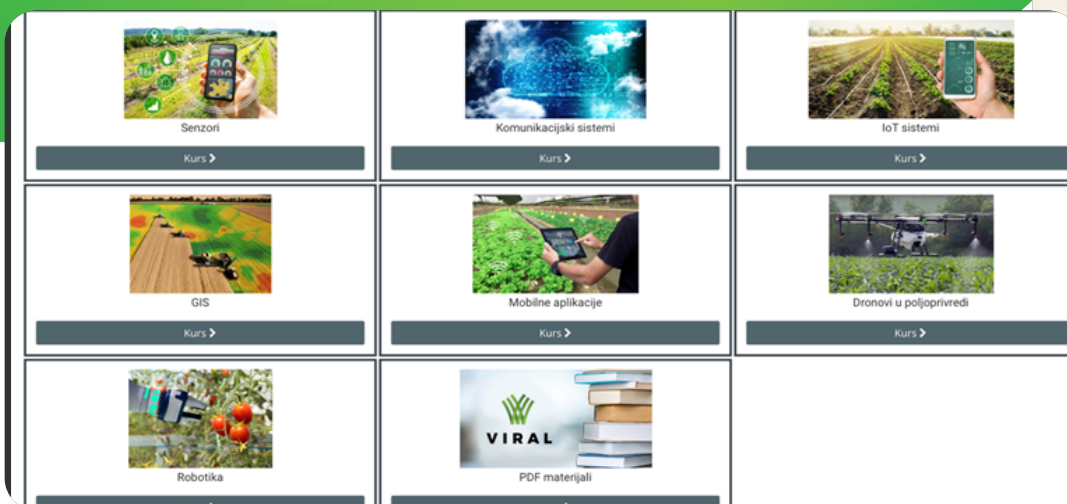 Senzori
Komunikacijski sistemi
IoT sistemi
Kurs
Kurs
Kurs
GIS
Mobilne aplikacije
Dronovi u poljoprivredi
Kurs
Kurs
Kurs
VIRAL
Robotika
PDF materijali